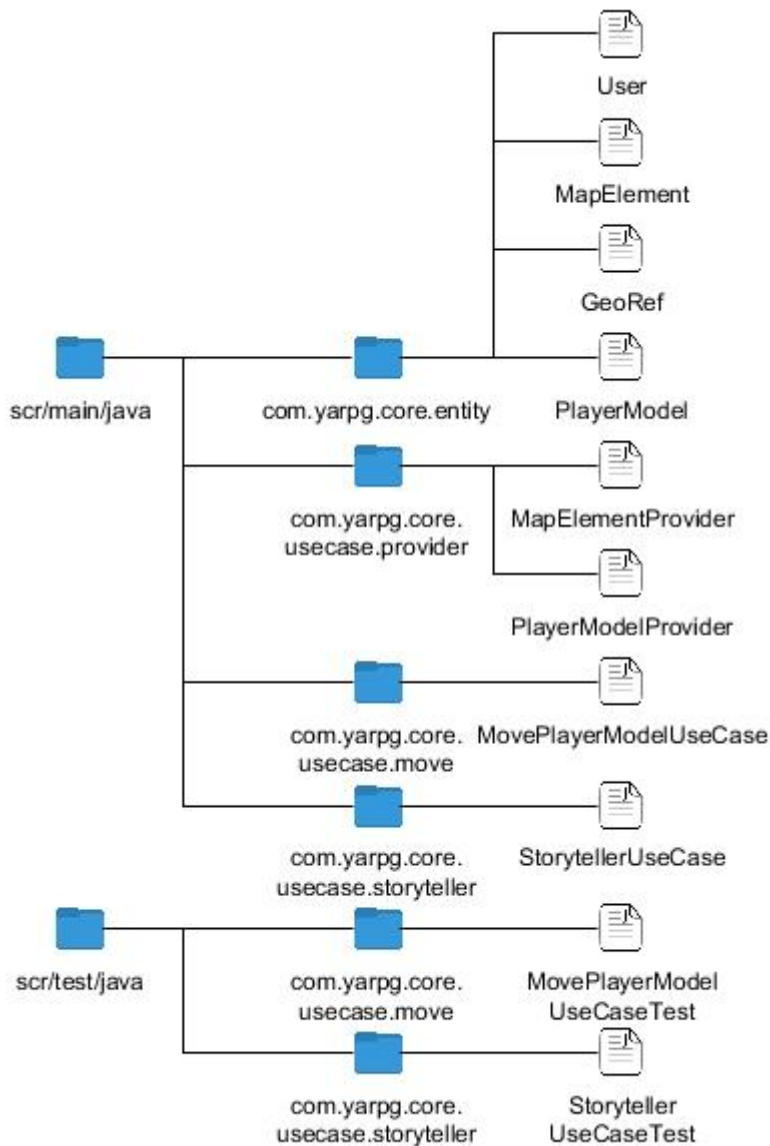 User
MapElement
GeoRef
scr/main/java
com.yarpg.core.entity
PlayerModel
com.yarpg.core.
usecase.provider
MapElementProvider
PlayerModelProvider
com.yarpg.core.
usecase.move
MovePlayerModelUseCase
com.yarpg.core.
usecase.storyteller
StorytellerUseCase
scr/test/java
com.yarpg.core.
usecase.move
MovePlayerModel
UseCaseTest
com.yarpg.core.
usecase.storyteller
Storyteller
UseCaseTest